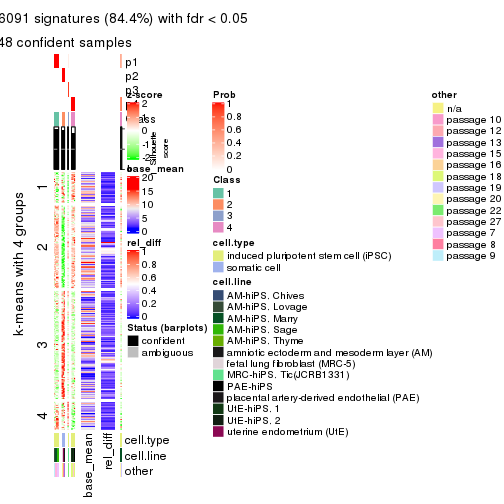 6091 signatures (84.4%) with fdr < 0.05
48 confident samples
p1
p2
p3
z-score
2
-2
Silhouette
score
base_mean
20
15
10
5
0
rel_diff
1
0.8
0.6
0.4
0.2
0
Status (barplots)
confident
ambiguous
k-means with 4 groups
1
2
3
4
base_mean
rel_diff
cell.type
cell.line
other
Prob
1
0.8
0.6
0.4
0.2
0
Class
1
2
3
4
cell.type
induced pluripotent stem cell (iPSC)
somatic cell
cell.line
AM-hiPS. Chives
AM-hiPS. Lovage
AM-hiPS. Many
AM-hiPS. Sage
AM-hiPS. Thyme
amniotic ectoderm and mesoderm layer (AM)
fetal lung fibroblast (MRC-5)
MRC-hiPS. Tic(JCRB1331)
PAE-hiPS
placental artery-derived endothelial (PAE)
UtE-hiPS. 1
UtE-hiPS. 2
uterine endometrium (UtE)
other
n/a
passage 10
passage 12
passage 13
passage 15
passage 16
passage 18
passage 19
passage 20
passage 22
passage 27
passage 7
passage 8
passage 9